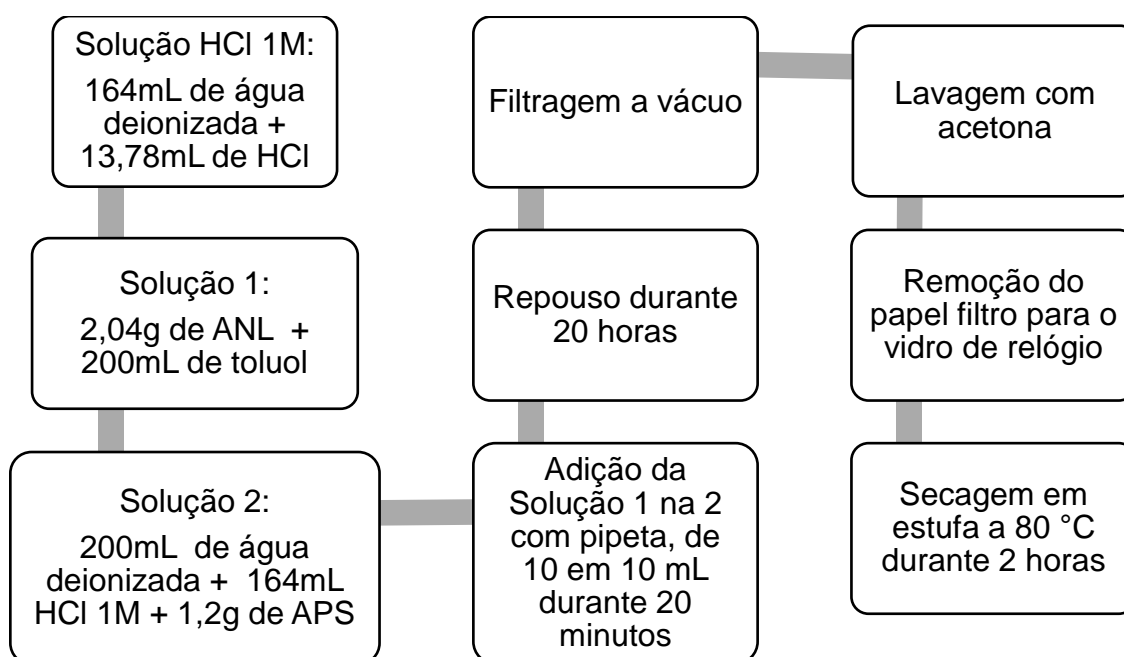 Solução HCl 1M:
164mL de água
deionizada +
13,78mL de HCl
Solução 1:
2,04g de ANL +
200mL de toluol
Solução 2:
200mL de água
deionizada + 164mL
HCl 1M + 1,2g de APS
Adição da
Solução 1 na 2
com pipeta, de
10 em 10 mL
durante 20
minutos
Repouso durante
20 horas
Filtragem a vácuo
Lavagem com
acetona
Remoção do
papel filtro para o
vidro de relógio
Secagem em
estufa a 80 °C
durante 2 horas